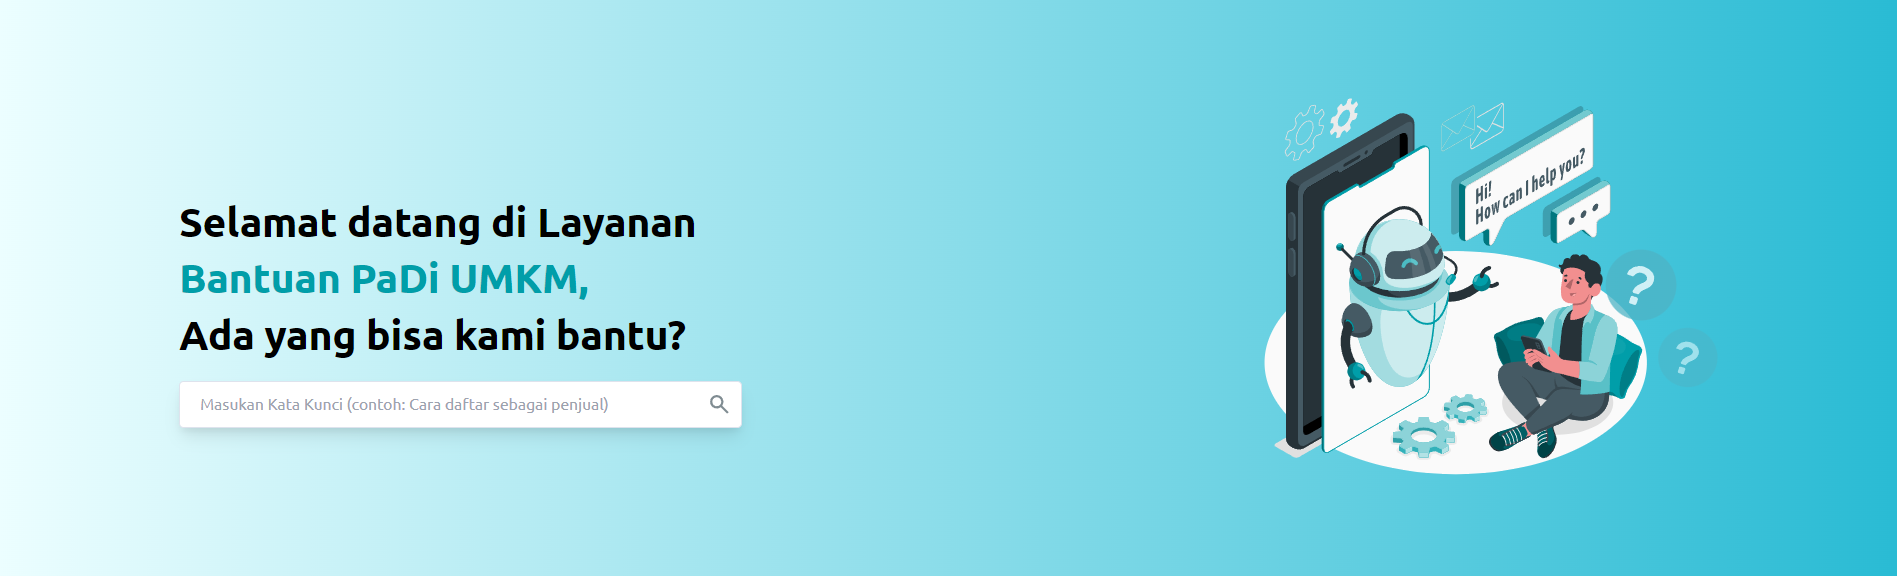 Selamat datang di Layanan
Bantuan PaDi UMKM,
Ada yang bisa kami bantu?
Masukan Kata Kunci (contoh: Cara daftar sebagai penjual)
Hi!
How can I help you?
?
?